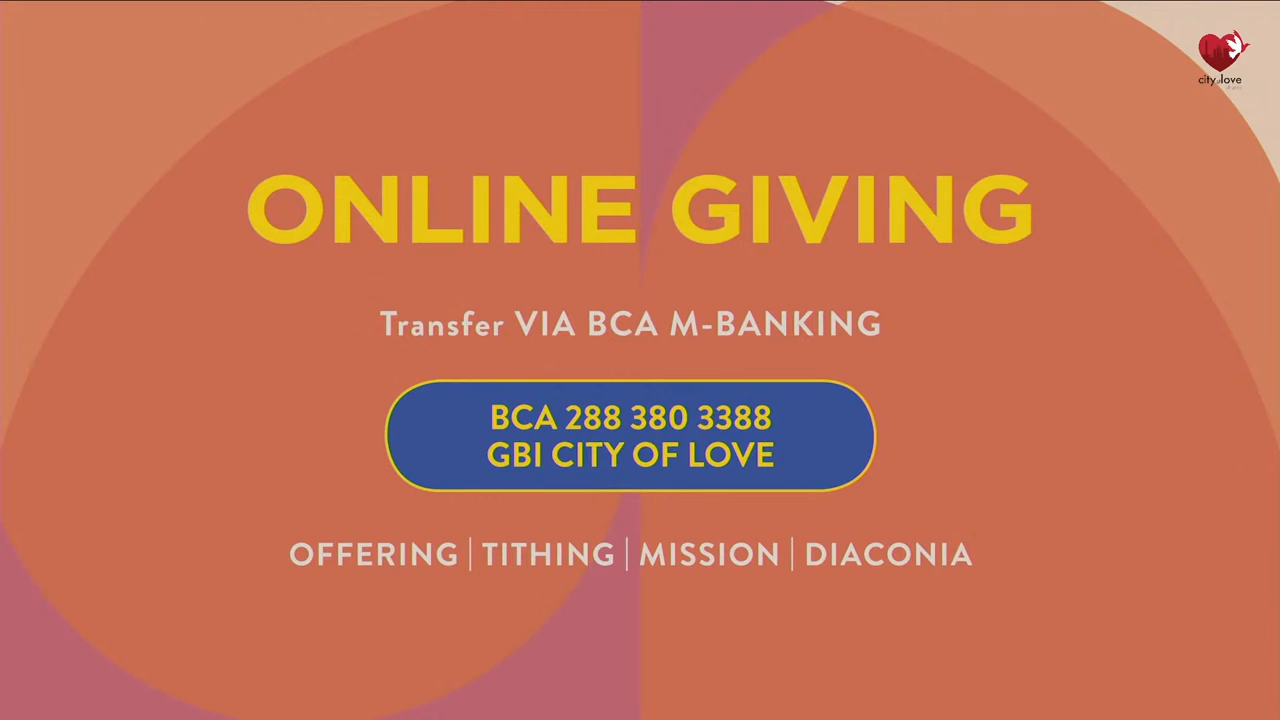 city of love
ONLINE GIVING
Transfer VIA BCA M-BANKING
BCA 288 380 3388
GBI CITY OF LOVE
OFFERING | TITHING | MISSION | DIACONIA